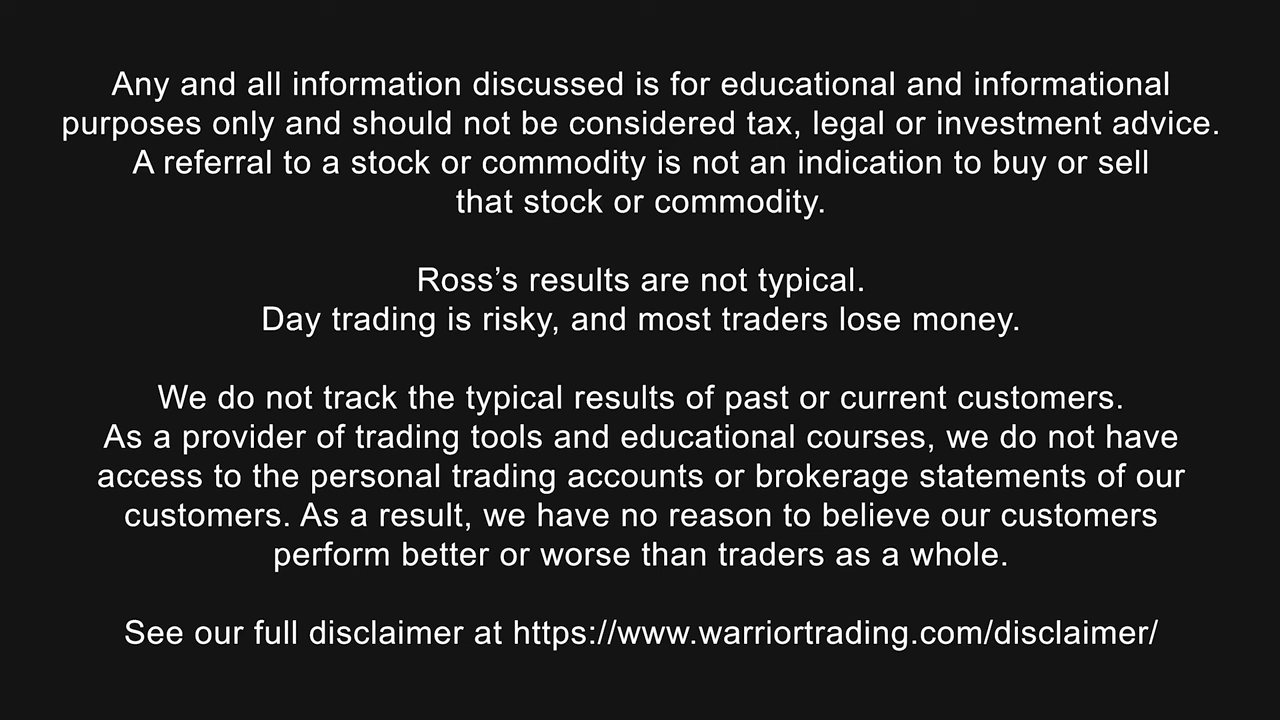 Any and all information discussed is for educational and informational
purposes only and should not be considered tax, legal or investment advice.
A referral to a stock or commodity is not an indication to buy or sell
that stock or commodity.
Ross’s results are not typical.
Day trading is risky, and most traders lose money.
We do not track the typical results of past or current customers.
As a provider of trading tools and educational courses, we do not have
access to the personal trading accounts or brokerage statements of our
customers. As a result, we have no reason to believe our customers
perform better or worse than traders as a whole.
See our full disclaimer at https://www.warriortrading.com/disclaimer/